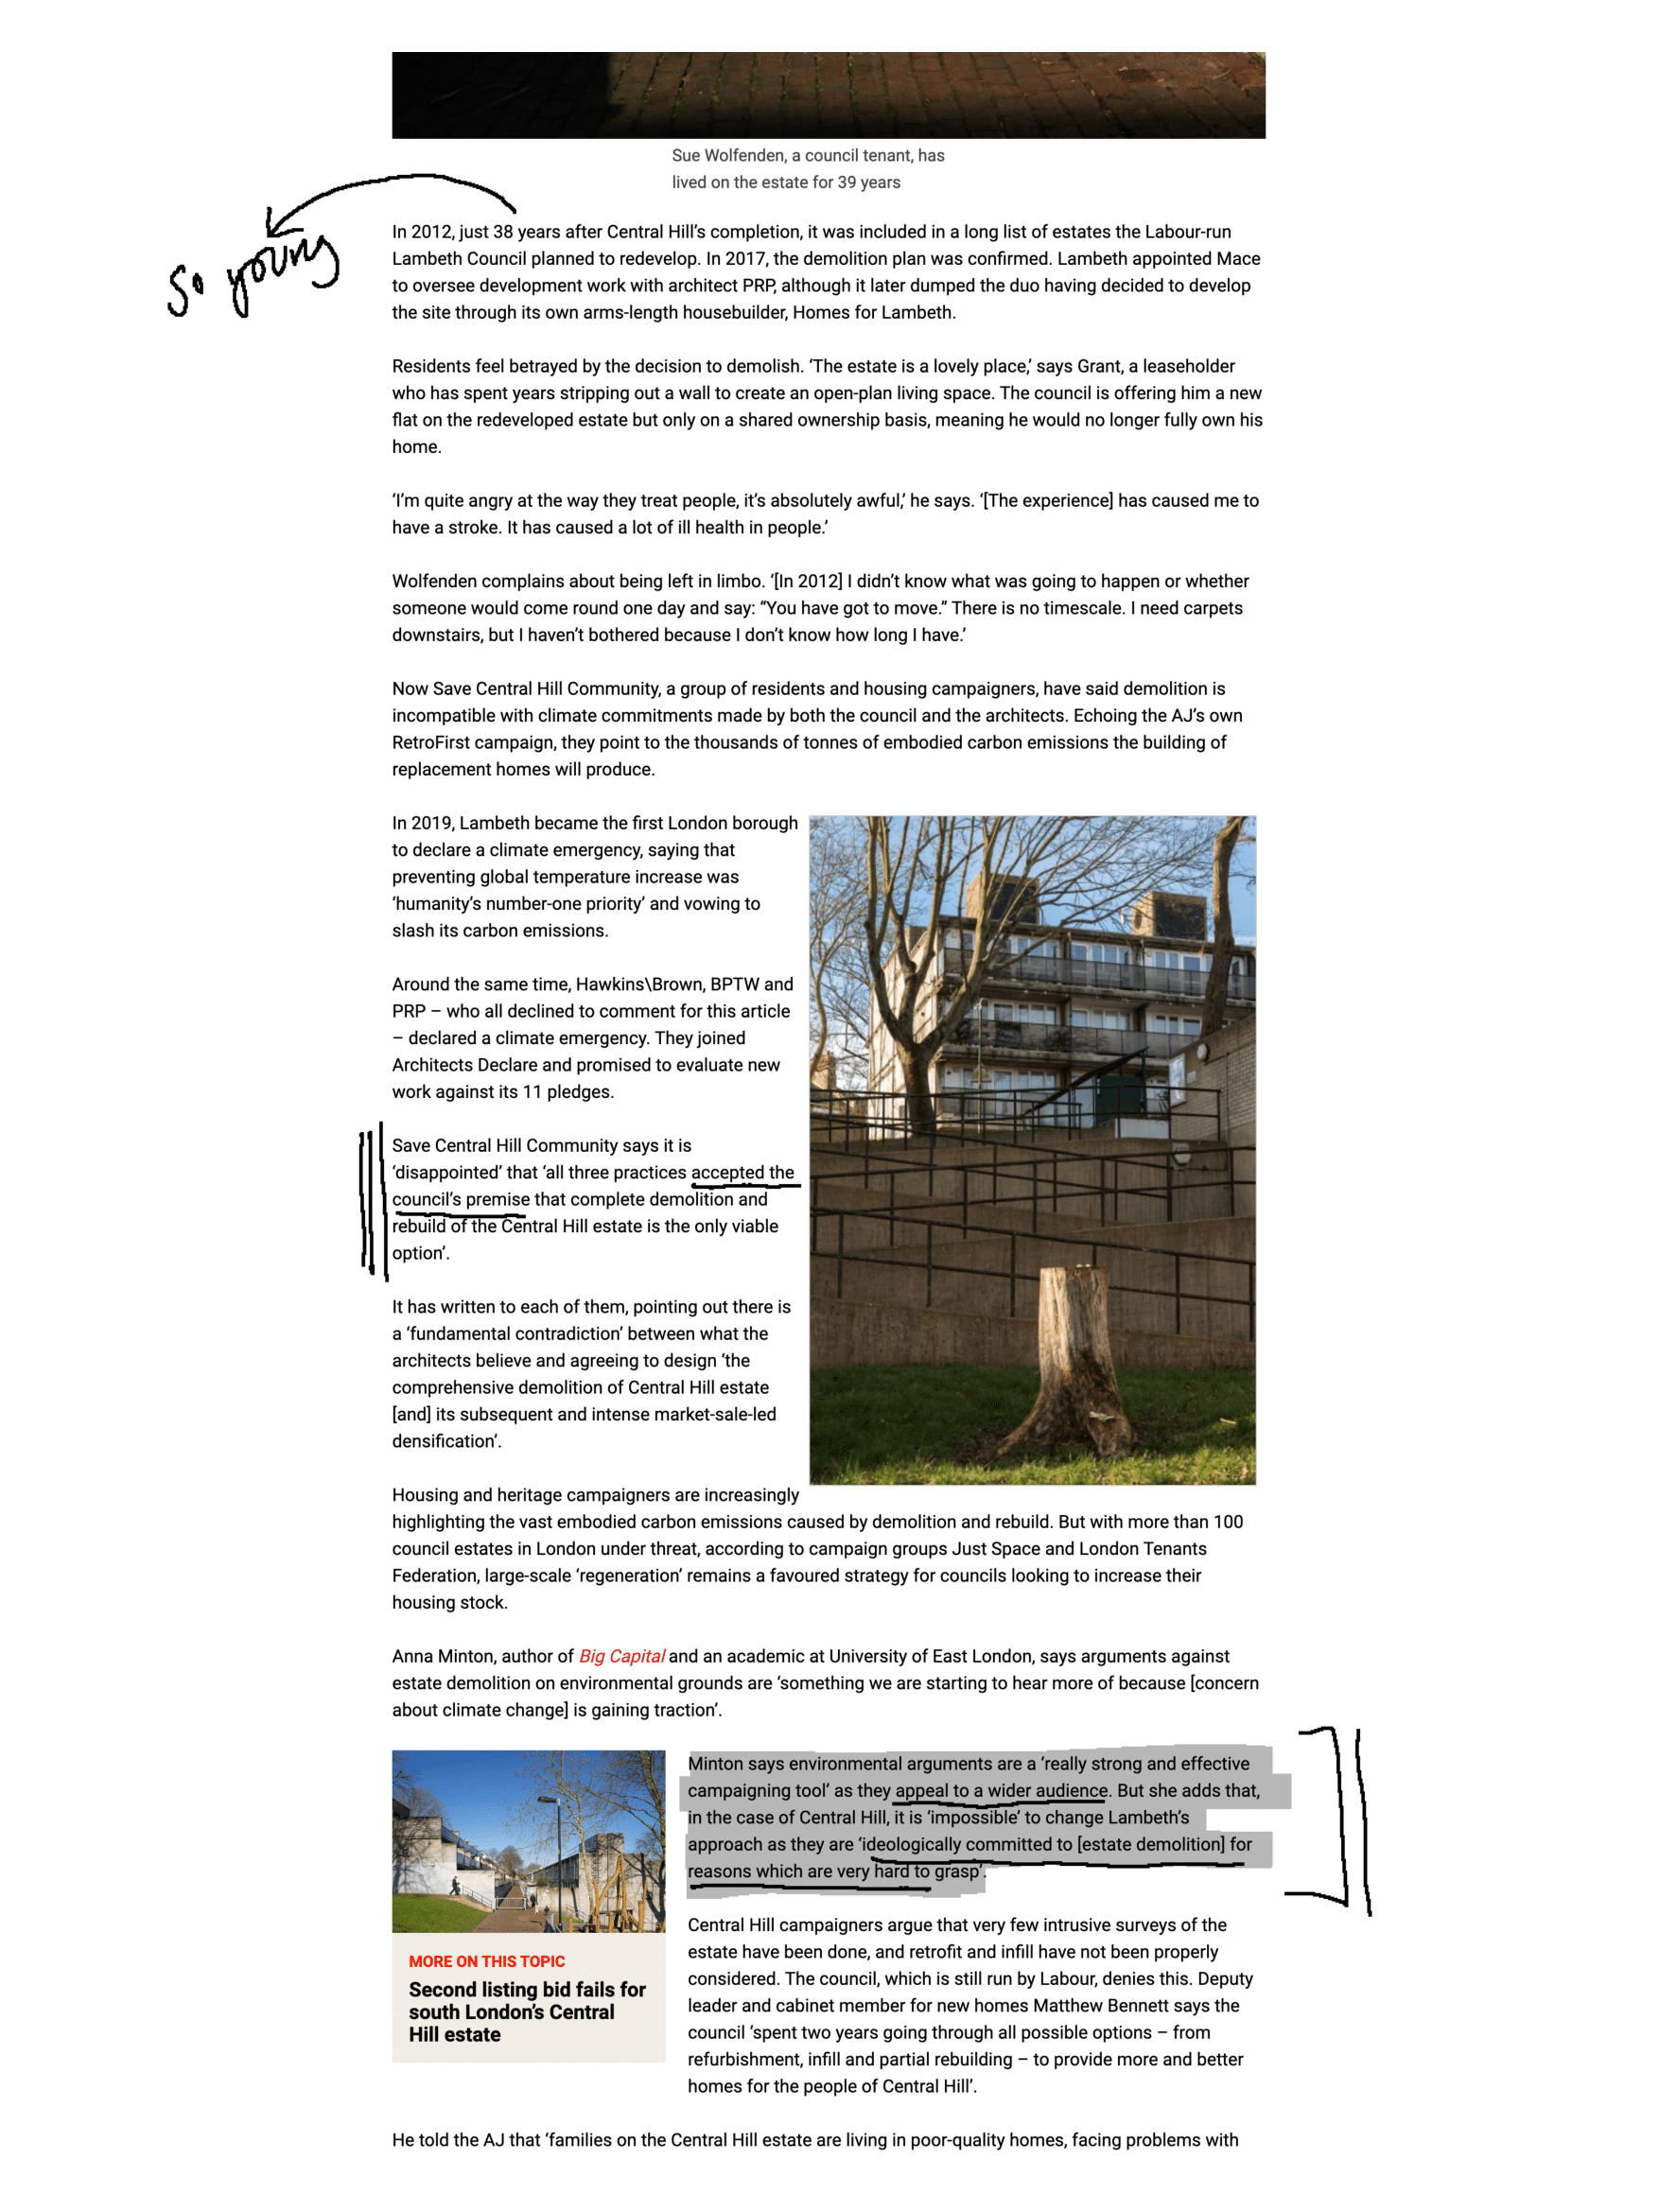 Sue Wolfenden, a council tenant, has
lived on the estate for 39 years
So young
In 2012, just 38 years after Central Hill’s completion, it was included in a long list of estates the Labour-run
Lambeth Council planned to redevelop. In 2017, the demolition plan was confirmed. Lambeth appointed Mace
to oversee development work with architect PRP, although it later dumped the duo having decided to develop
the site through its own arms-length housebuilder, Homes for Lambeth.
Residents feel betrayed by the decision to demolish. ‘The estate is a lovely place,’ says Grant, a leaseholder
who has spent years stripping out a wall to create an open-plan living space. The council is offering him a new
flat on the redeveloped estate but only on a shared ownership basis, meaning he would no longer fully own his
home.
‘I’m quite angry at the way they treat people, it’s absolutely awful,’ he says. ‘[The experience] has caused me to
have a stroke. It has caused a lot of ill health in people.’
Wolfenden complains about being left in limbo. ‘[In 2012] I didn’t know what was going to happen or whether
someone would come round one day and say: “You have got to move.” There is no timescale. I need carpets
downstairs, but I haven’t bothered because I don’t know how long I have.’
Now Save Central Hill Community, a group of residents and housing campaigners, have said demolition is
incompatible with climate commitments made by both the council and the architects. Echoing the AJ’s own
RetroFirst campaign, they point to the thousands of tonnes of embodied carbon emissions the building of
replacement homes will produce.
In 2019, Lambeth became the first London borough
to declare a climate emergency, saying that
preventing global temperature increase was
‘humanity’s number-one priority’ and vowing to
slash its carbon emissions.
Around the same time, Hawkins\Brown, BPTW and
PRP – who all declined to comment for this article
– declared a climate emergency. They joined
Architects Declare and promised to evaluate new
work against its 11 pledges.
Save Central Hill Community says it is
‘disappointed’ that ‘all three practices accepted the
council’s premise that complete demolition and
rebuild of the Central Hill estate is the only viable
option’.
It has written to each of them, pointing out there is
a ‘fundamental contradiction’ between what the
architects believe and agreeing to design ‘the
comprehensive demolition of Central Hill estate
[and] its subsequent and intense market-sale-led
densification’.
Housing and heritage campaigners are increasingly
highlighting the vast embodied carbon emissions caused by demolition and rebuild. But with more than 100
council estates in London under threat, according to campaign groups Just Space and London Tenants
Federation, large-scale ‘regeneration’ remains a favoured strategy for councils looking to increase their
housing stock.
Anna Minton, author of Big Capital and an academic at University of East London, says arguments against
estate demolition on environmental grounds are ‘something we are starting to hear more of because [concern
about climate change] is gaining traction’.
Minton says environmental arguments are a ‘really strong and effective
campaigning tool’ as they appeal to a wider audience. But she adds that,
in the case of Central Hill, it is ‘impossible’ to change Lambeth’s
approach as they are ‘ideologically committed to [estate demolition] for
reasons which are very hard to grasp’.
MORE ON THIS TOPIC
Second listing bid fails for
south London’s Central
Hill estate
Central Hill campaigners argue that very few intrusive surveys of the
estate have been done, and retrofit and infill have not been properly
considered. The council, which is still run by Labour, denies this. Deputy
leader and cabinet member for new homes Matthew Bennett says the
council ‘spent two years going through all possible options – from
refurbishment, infill and partial rebuilding – to provide more and better
homes for the people of Central Hill’.
He told the AJ that ‘families on the Central Hill estate are living in poor-quality homes, facing problems with